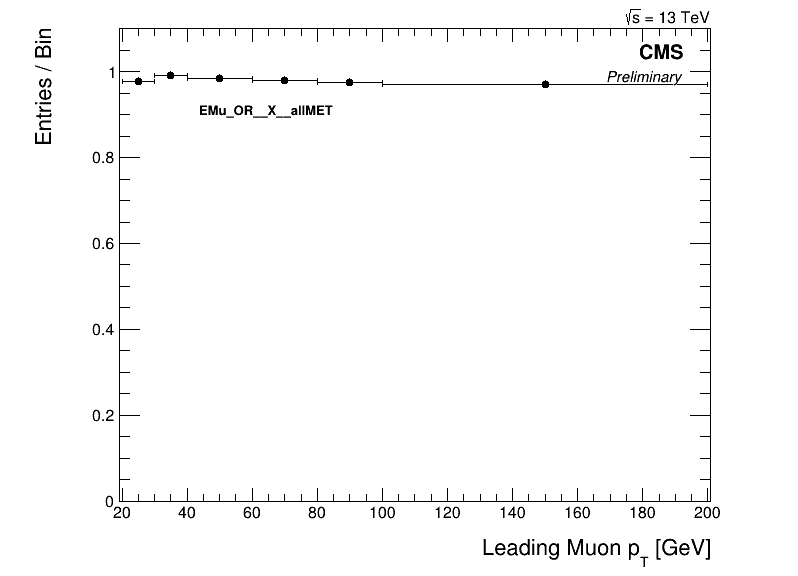 √s = 13 TeV
CMS
Preliminary
Entries / Bin
EMu_OR__X__allMET
1
0.8
0.6
0.4
0.2
0
20 40 60 80 100 120 140 160 180 200
Leading Muon p_T [GeV]